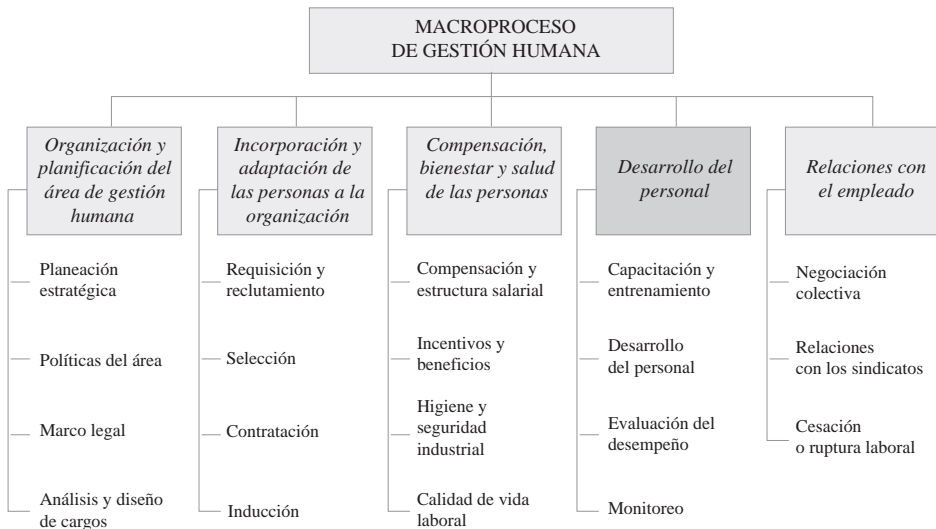 MACROPROCESO
DE GESTIÓN HUMANA
Organización y
planificación del
área de gestión
humana
Planeación
estratégica
Políticas del área
Marco legal
Análisis y diseño
de cargos
Incorporación y
adaptación de
las personas a la
organización
Requisición y
reclutamiento
Selección
Contratación
Inducción
Compensación,
bienestar y salud
de las personas
Compensación y
estructura salarial
Incentivos y
beneficios
Higiene y
seguridad
industrial
Calidad de vida
laboral
Desarrollo del
personal
Capacitación y
entrenamiento
Desarrollo
del personal
Evaluación del
desempeño
Monitoreo
Relaciones con
el empleado
Negociación
colectiva
Relaciones
con los sindicatos
Cesación
o ruptura laboral